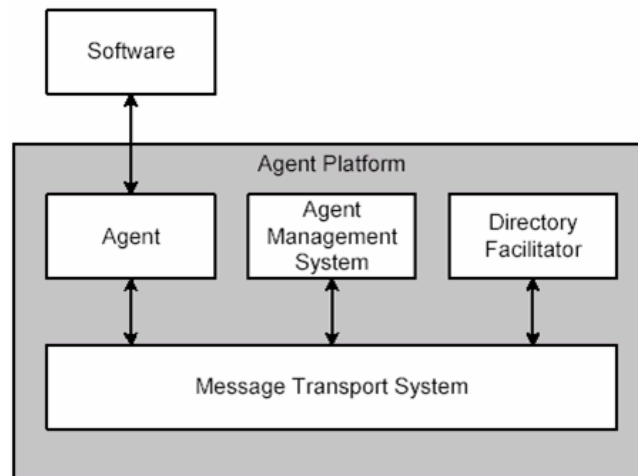 Software
Agent Platform
Agent
Agent
Management
System
Directory
Facilitator
Message Transport System